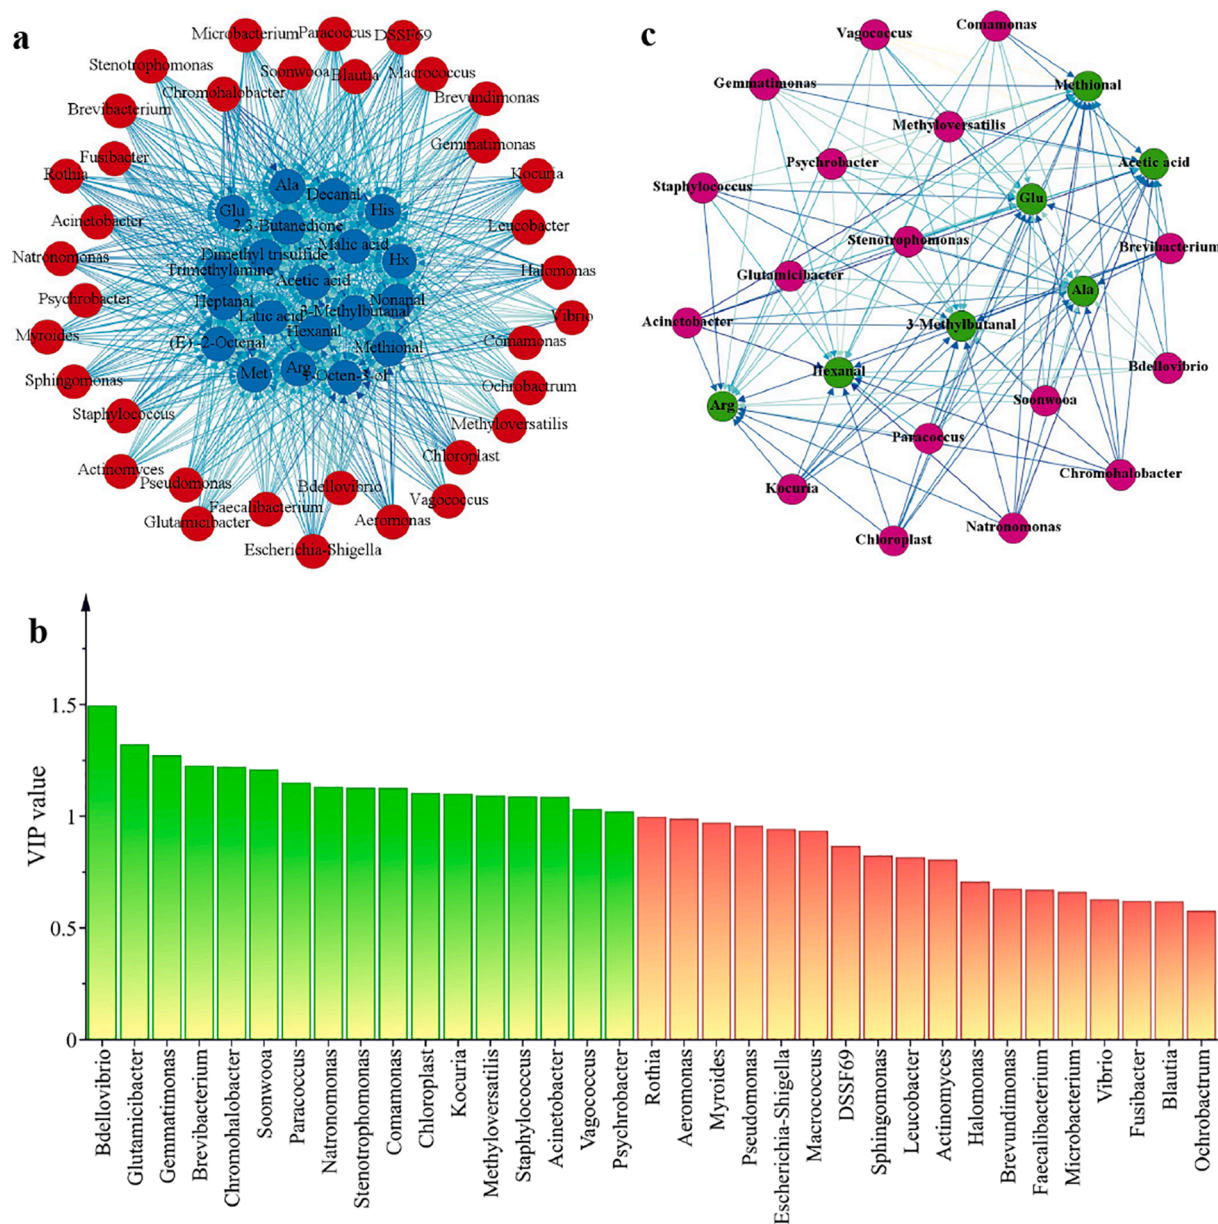 a
Microbacterium
Paracoccus
DSSF69
Stenotrophomonas
Soonwooa
Blautia
Macrococcus
Chromohalobacter
Brevundimonas
Brevibacterium
Gemmatimonas
Fusibacter
Rothia
Kocuria
Ala
Decanal
Glu
His
Acinetobacter
2,3-Butanedione
Leucobacter
Malic acid
Natronomonas
Dimethyl trisulfide
Hx
Trimethylamine
Halomonas
Acetic acid
Psychrobacter
Heptanal
Nonanal
Latic acid
3-Methylbutanal
Vibrio
Myroides
Hexanal
(E)-2-Octenal
Methional
Comamonas
Sphingomonas
Met
Arg
1-Octen-3-ol
Ochrobactrum
Staphylococcus
Methyloversatilis
Chloroplast
Actinomyces
Pseudomonas
Bdellovibrio
Vagococcus
Faecalibacterium
Glutamicibacter
Aeromonas
Escherichia-Shigella
c
Comamonas
Vagococcus
Gemmatimonas
Methional
Methyloversatilis
Psychrobacter
Acetic acid
Staphylococcus
Glu
Stenotrophomonas
Brevibacterium
Glutamicibacter
Ala
Acinetobacter
3-Methylbutanal
Hexanal
Bdellovibrio
Arg
Soonwooa
Paracoccus
Chromohalobacter
Kocuria
Natronomonas
Chloroplast
b
VIP value
1.5
1
0.5
0
Bdellovibrio
Glutamicibacter
Gemmatimonas
Brevibacterium
Chromohalobacter
Soonwooa
Paracoccus
Natronomonas
Stenotrophomonas
Comamonas
Chloroplast
Kocuria
Methyloversatilis
Staphylococcus
Acinetobacter
Vagococcus
Psychrobacter
Rothia
Aeromonas
Myroides
Pseudomonas
Escherichia-Shigella
Macrococcus
DSSF69
Sphingomonas
Leucobacter
Actinomyces
Halomonas
Brevundimonas
Faecalibacterium
Microbacterium
Vibrio
Fusibacter
Blautia
Ochrobactrum